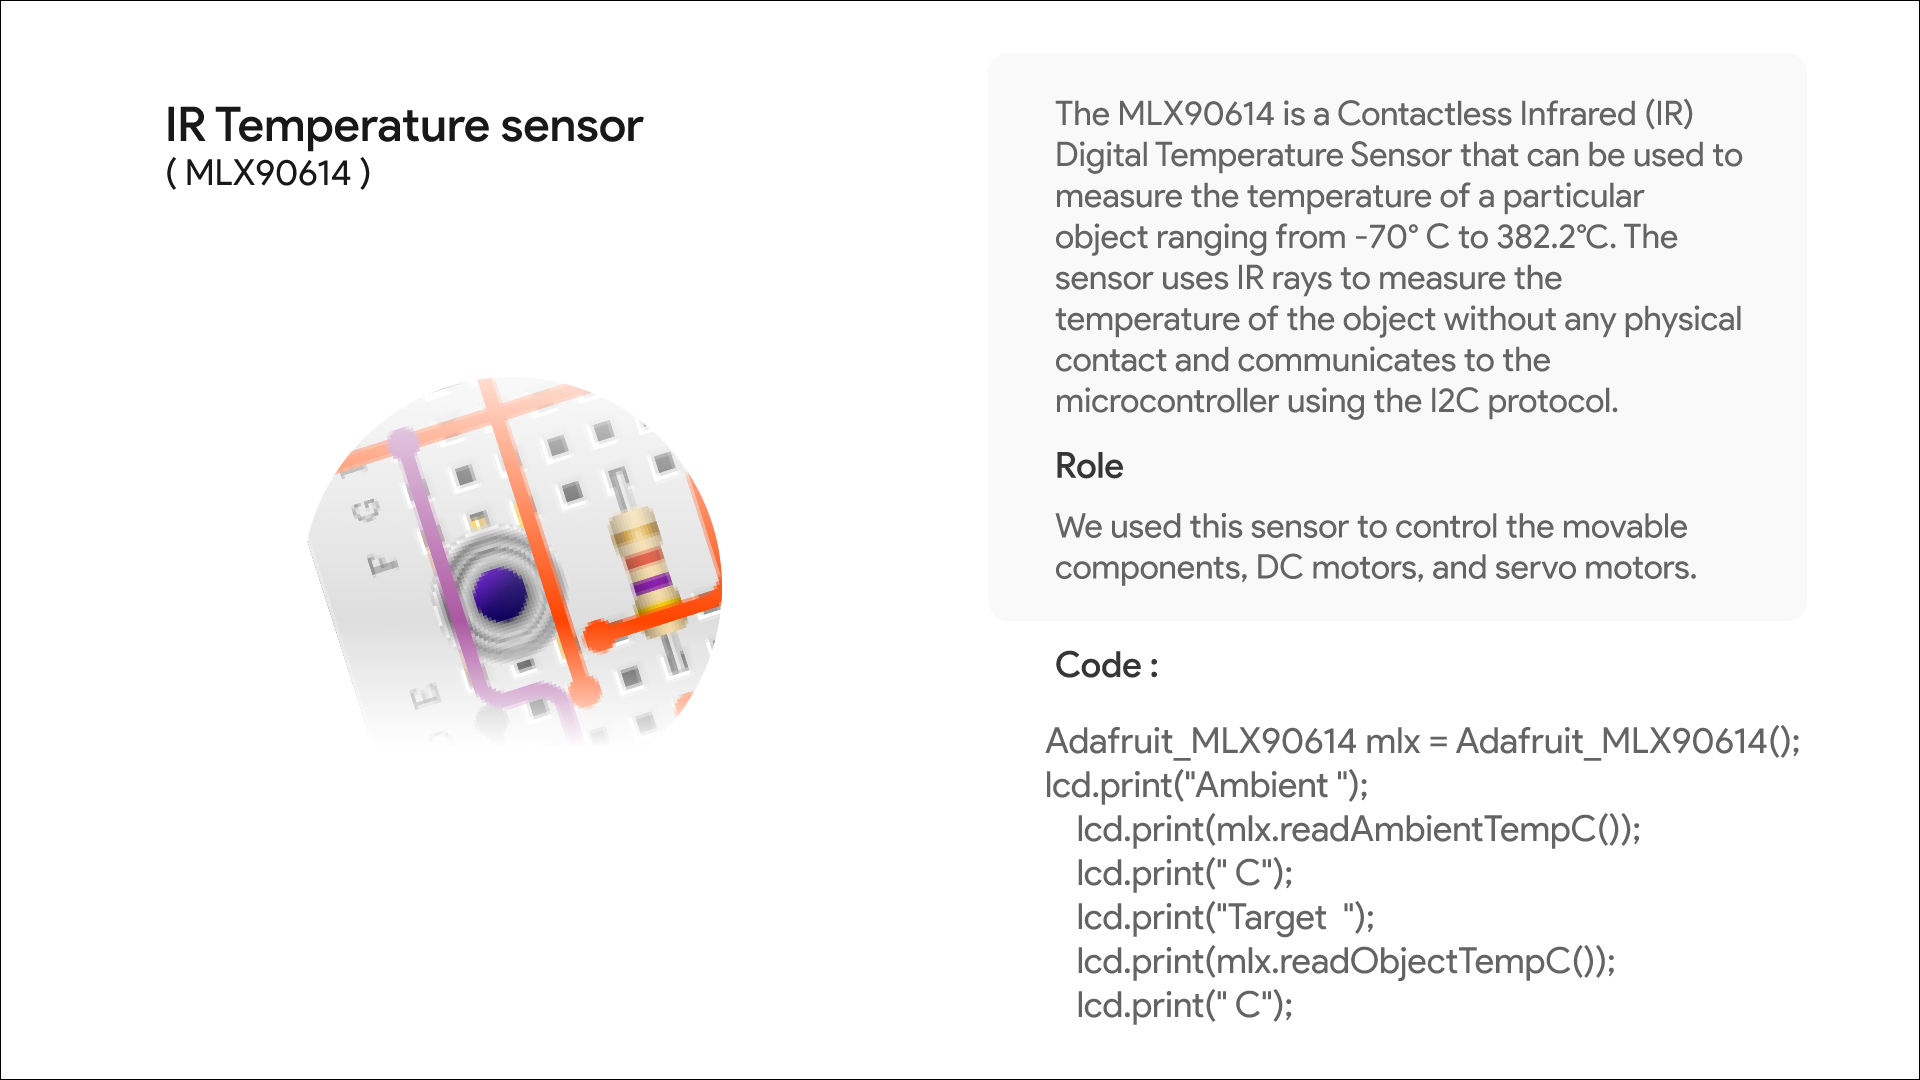 IR Temperature sensor
( MLX90614 )
The MLX90614 is a Contactless Infrared (IR)
Digital Temperature Sensor that can be used to
measure the temperature of a particular
object ranging from -70° C to 382.2°C. The
sensor uses IR rays to measure the
temperature of the object without any physical
contact and communicates to the
microcontroller using the I2C protocol.
Role
We used this sensor to control the movable
components, DC motors, and servo motors.
Code :
Adafruit_MLX90614 mlx = Adafruit_MLX90614();
lcd.print("Ambient ");
lcd.print(mlx.readAmbientTempC());
lcd.print(" C");
lcd.print("Target  ");
lcd.print(mlx.readObjectTempC());
lcd.print(" C");
G
F
E